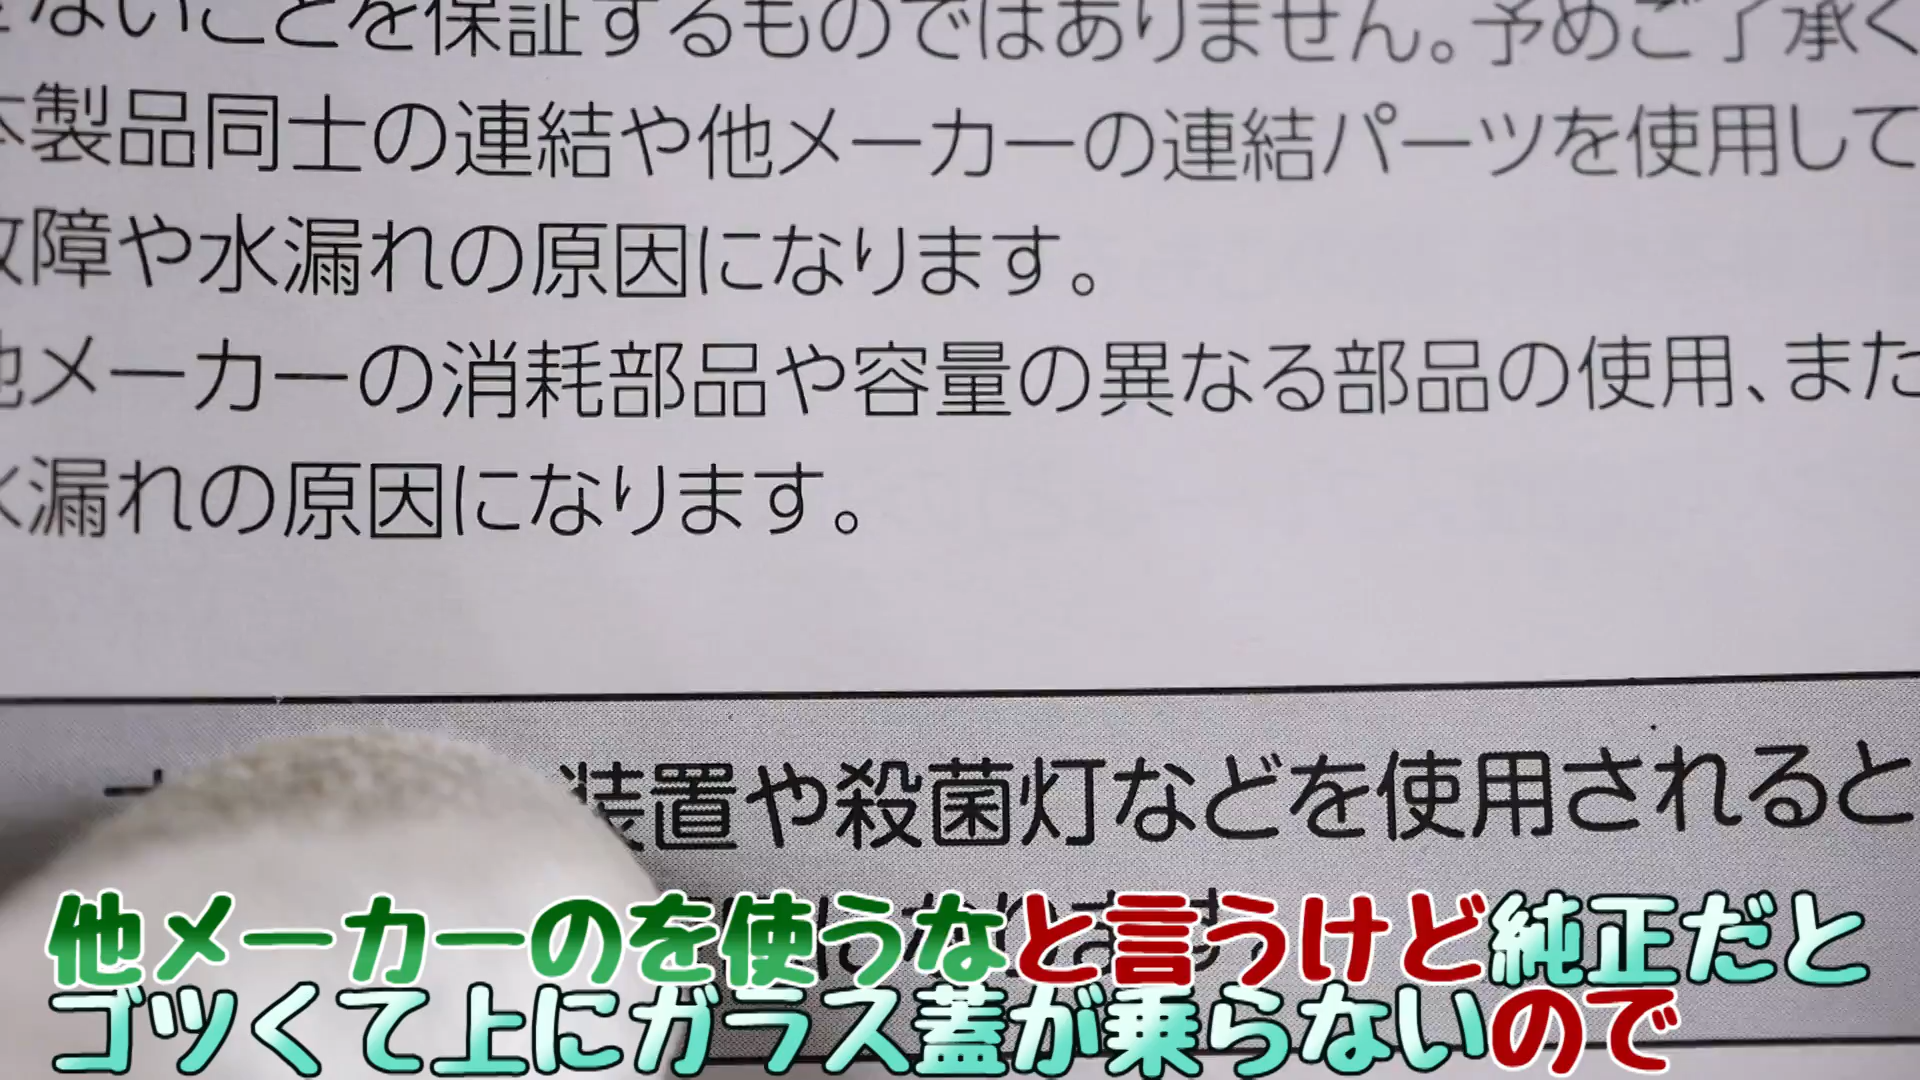 ないことを保証するものではありません。予めご了承く
本製品同士の連結や他メーカーの連結パーツを使用して
故障や水漏れの原因になります。
他メーカーの消耗部品や容量の異なる部品の使用、また
水漏れの原因になります。
装置や殺菌灯などを使用されると
になります。
他メーカーのを使うなと言うけど純正だと
ゴツくて上にガラス蓋が乗らないので